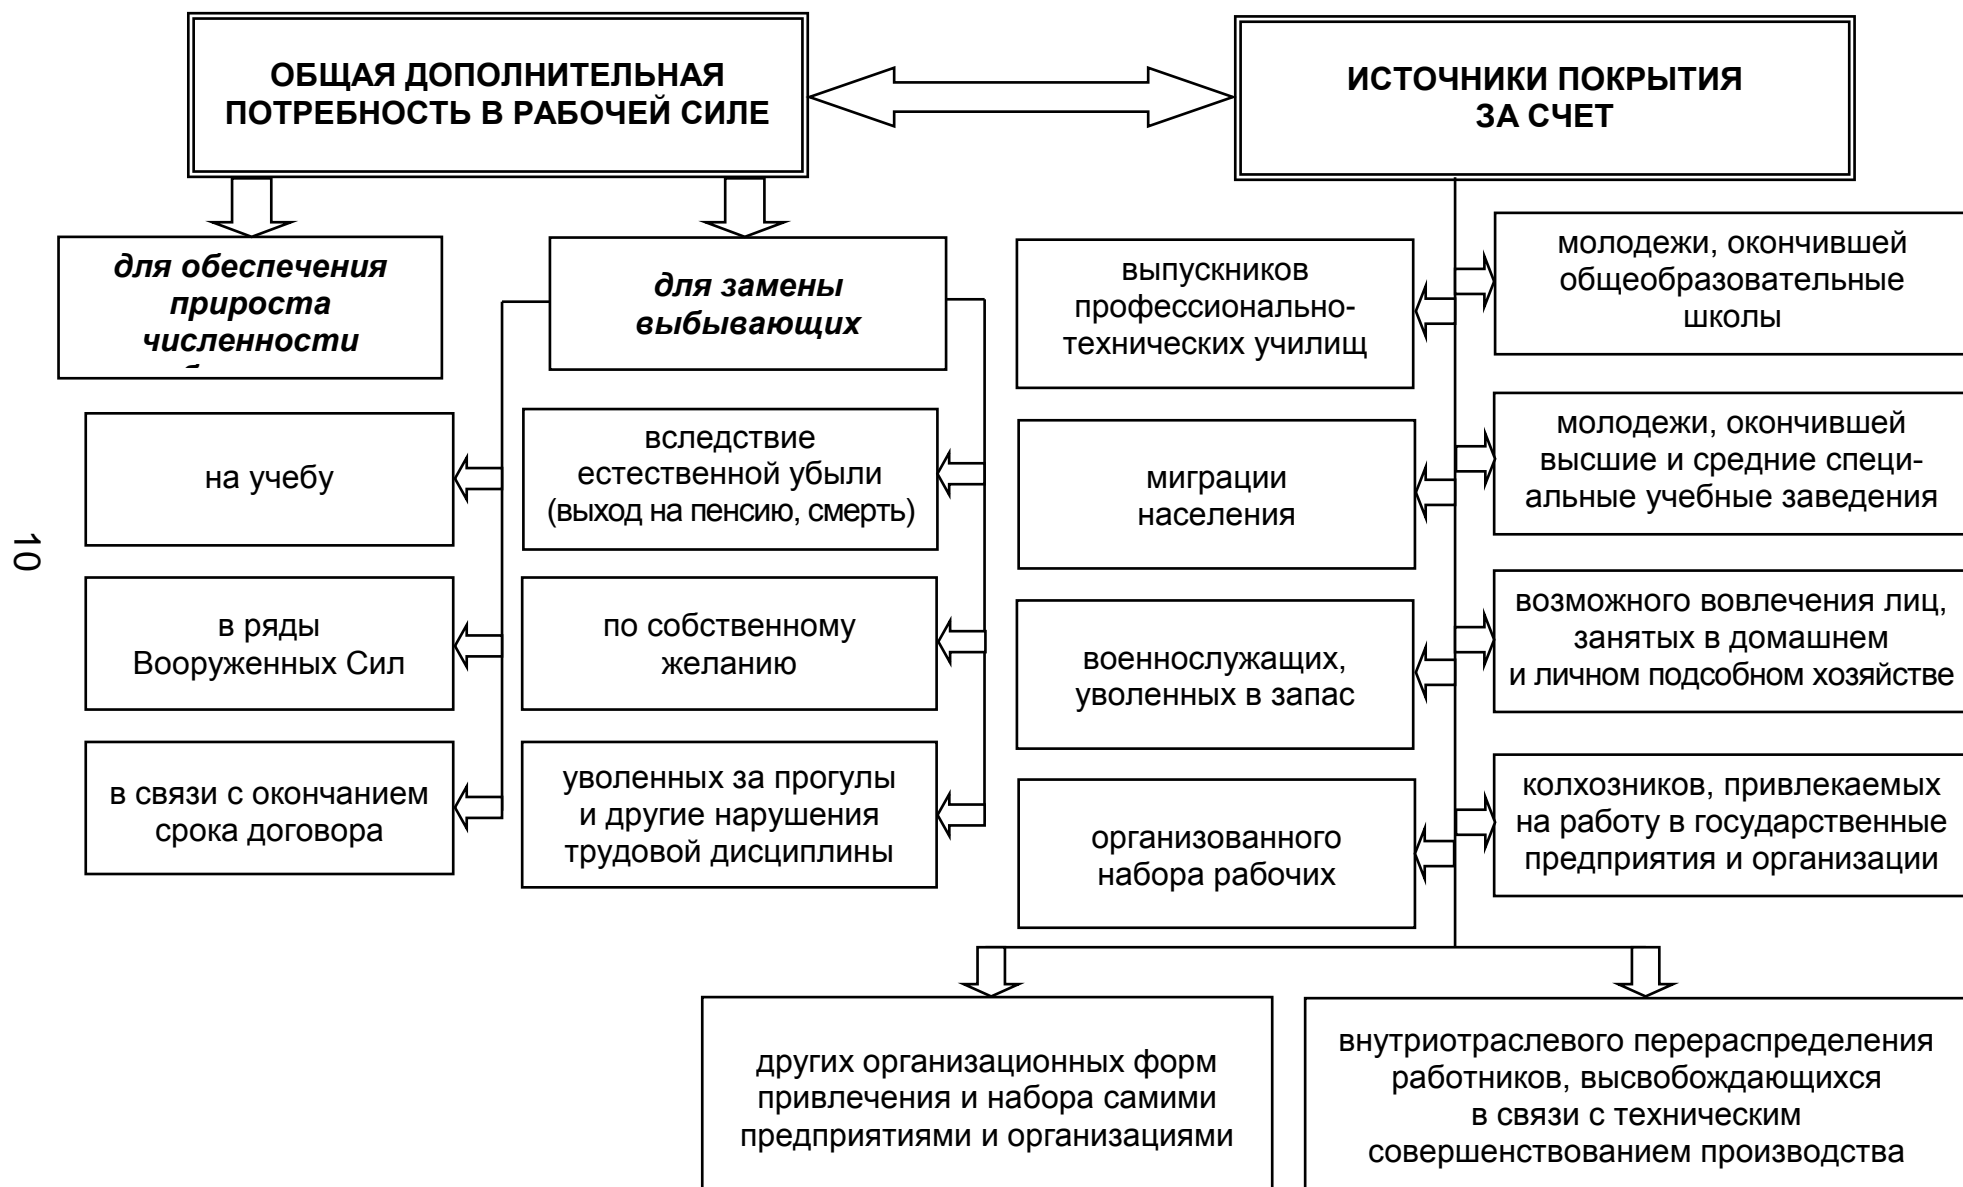 ОБЩАЯ ДОПОЛНИТЕЛЬНАЯ
ПОТРЕБНОСТЬ В РАБОЧЕЙ СИЛЕ
ИСТОЧНИКИ ПОКРЫТИЯ
ЗА СЧЕТ
для обеспечения
прироста
численности
для замены
выбывающих
на учебу
в ряды
Вооруженных Сил
в связи с окончанием
срока договора
вследствие
естественной убыли
(выход на пенсию, смерть)
по собственному
желанию
уволенных за прогулы
и другие нарушения
трудовой дисциплины
выпускников
профессионально-
технических училищ
миграции
населения
военнослужащих,
уволенных в запас
организованного
набора рабочих
молодежи, окончившей
общеобразовательные
школы
молодежи, окончившей
высшие и средние специ-
альные учебные заведения
возможного вовлечения лиц,
занятых в домашнем
и личном подсобном хозяйстве
колхозников, привлекаемых
на работу в государственные
предприятия и организации
других организационных форм
привлечения и набора самими
предприятиями и организациями
внутриотраслевого перераспределения
работников, высвобождающихся
в связи с техническим
совершенствованием производства
10